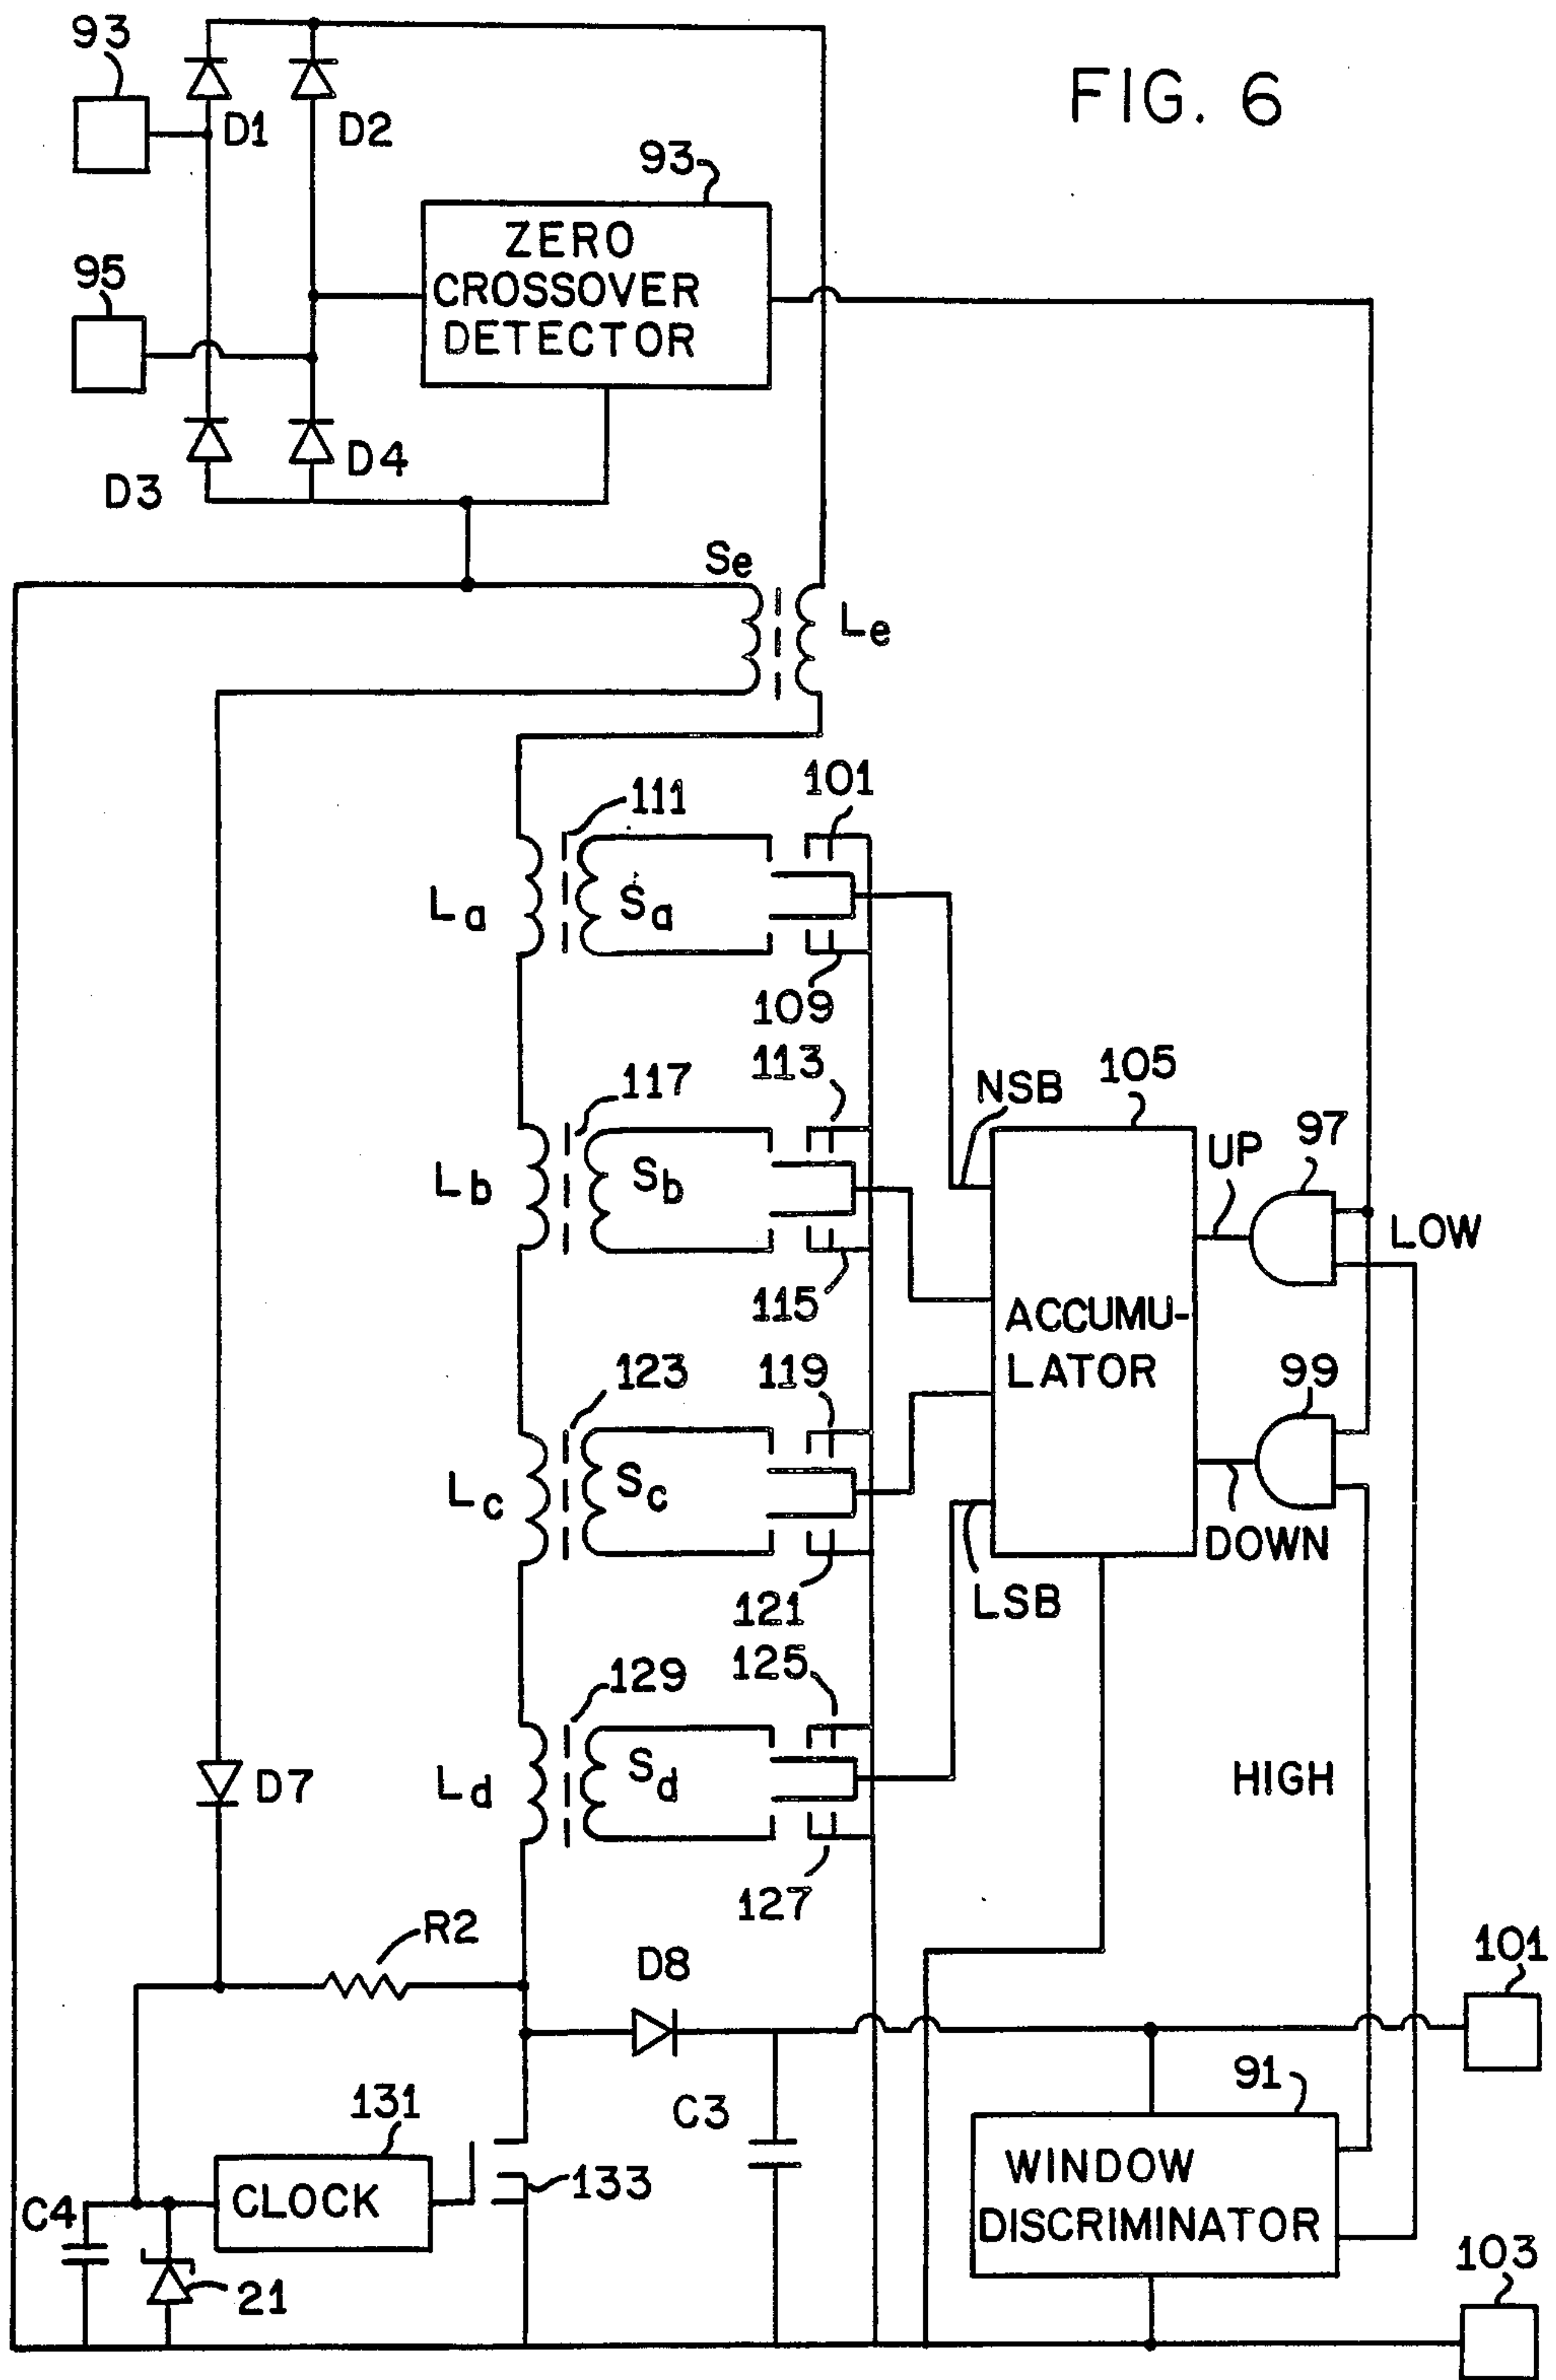 93
FIG. 6
D1
D2
93
ZERO
CROSSOVER
DETECTOR
95
D3
D4
Se
Le
111
101
La
Sa
109
113
105
117
NSB
97
UP
Lb
Sb
LOW
115
ACCUMU-
LATOR
123
119
99
Lc
Sc
DOWN
121
LSB
129
125
Ld
Sd
HIGH
D7
127
R2
D8
101
131
C3
91
CLOCK
133
WINDOW
DISCRIMINATOR
C4
21
103